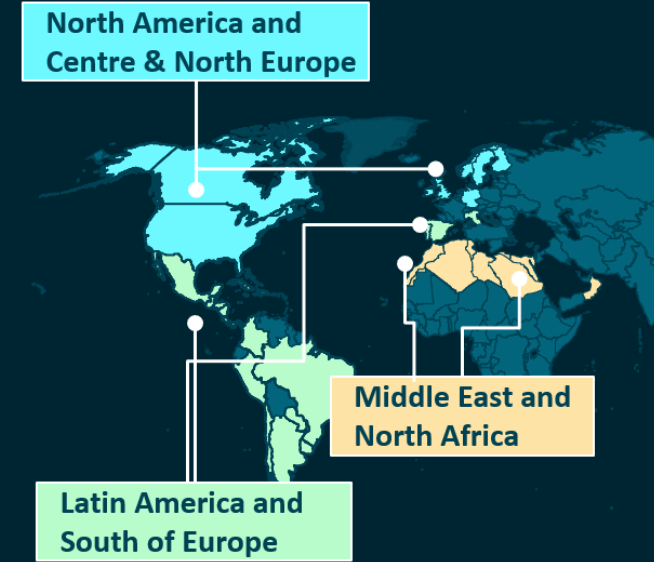 North America and
Centre & North Europe
Middle East and
North Africa
Latin America and
South of Europe